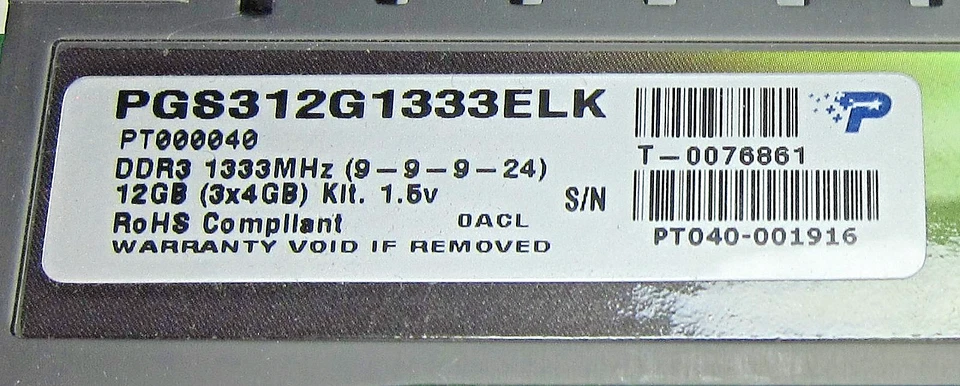 PGS312G1333ELK
PT000040
DDR3 1333MHz (9-9-9-24)
12GB (3x4GB) Kit. 1.5v
RoHS Compliant 0ACL
WARRANTY VOID IF REMOVED
T-0076861
S/N
PT040-001916
P